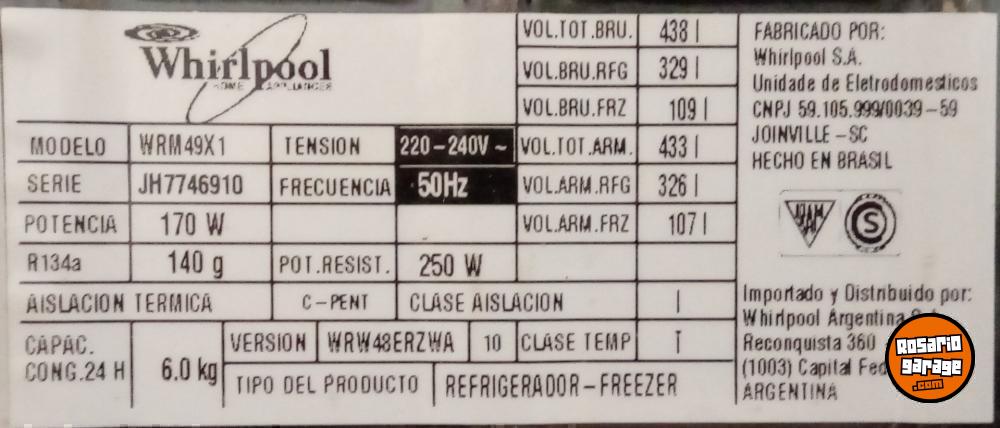 Whirlpool
HOME APPLIANCES
MODELO WRM49X1 TENSION 220-240V ~
SERIE JH7746910 FRECUENCIA 50Hz
POTENCIA 170 W
R134a 140 g POT.RESIST. 250 W
AISLACION TERMICA C-PENT CLASE AISLACION I
CAPAC. CONG.24 H 6.0 kg
VERSION WRW48ERZWA 10 CLASE TEMP T
TIPO DEL PRODUCTO REFRIGERADOR-FREEZER
VOL.TOT.BRU. 438 l
VOL.BRU.RFG 329 l
VOL.BRU.FRZ 109 l
VOL.TOT.ARM. 433 l
VOL.ARM.RFG 326 l
VOL.ARM.FRZ 107 l
FABRICADO POR:
Whirlpool S.A.
Unidade de Eletrodomesticos
CNPJ 59.105.999/0039-59
JOINVILLE - SC
HECHO EN BRASIL
IRAM
S
Importado y Distribuido por:
Whirlpool Argentina
Reconquista 360
(1003) Capital Fed
ARGENTINA
Rosario
garage
.com